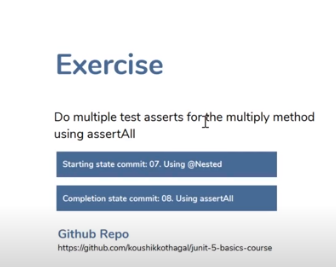 Exercise
Do multiple test asserts for the multiply method
using assertAll
Starting state commit: 07. Using @Nested
Completion state commit: 08. Using assertAll
Github Repo
https://github.com/koushikkothagal/junit-5-basics-course